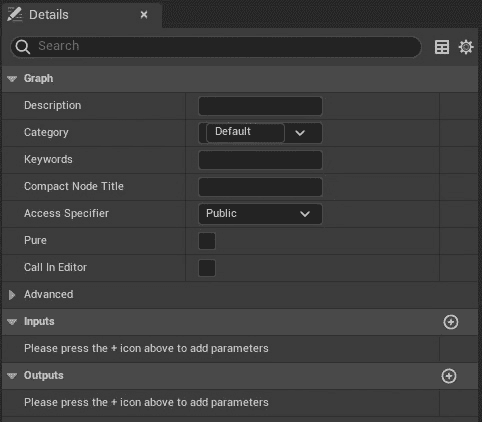 Details
Search
Graph
Description
Category Default
Keywords
Compact Node Title
Access Specifier Public
Pure
Call In Editor
Advanced
Inputs
Please press the + icon above to add parameters
Outputs
Please press the + icon above to add parameters